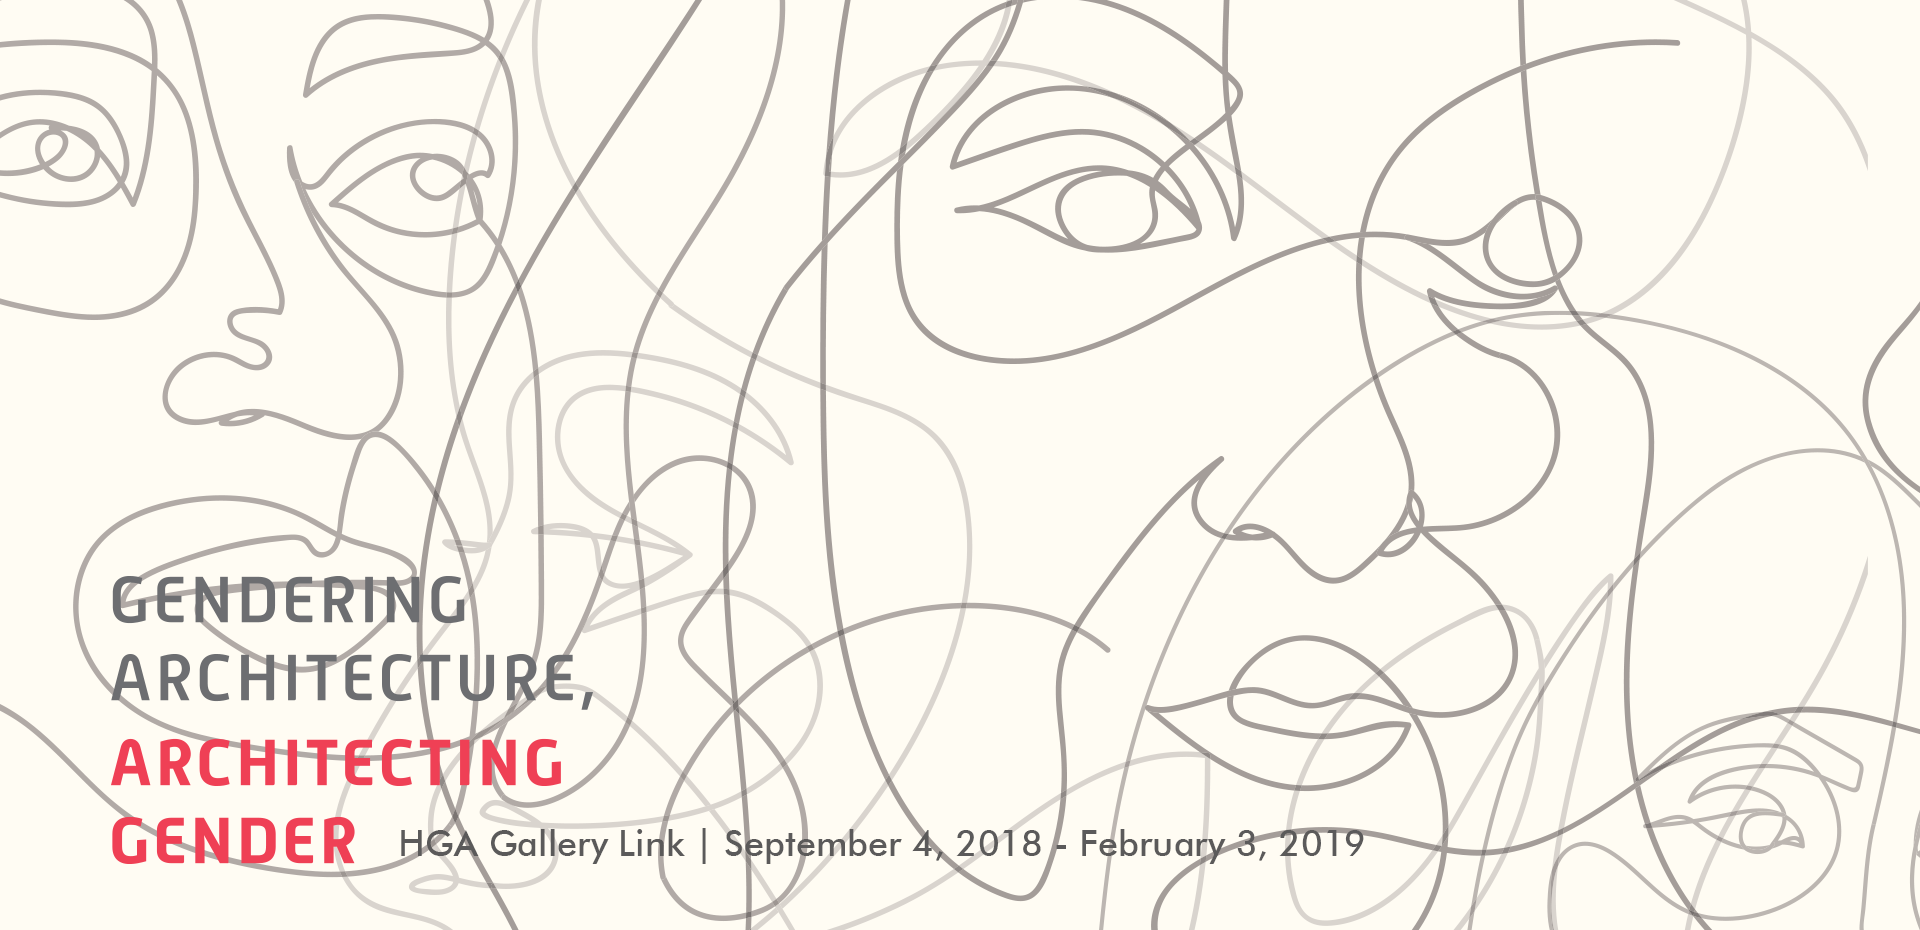 GENDERING
ARCHITECTURE,
ARCHITECTING
GENDER
HGA Gallery Link | September 4, 2018 - February 3, 2019